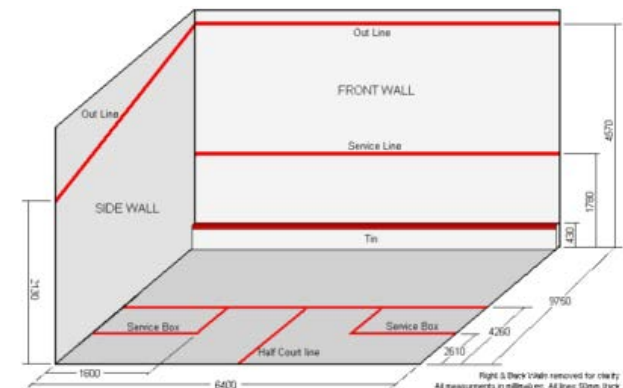 Out Line
FRONT WALL
Out Line
Service Line
4570
SIDE WALL
1780
430
Tin
2130
9750
Service Box
Service Box
4260
Half Court line
2610
1600
6400
Right & Back Walls removed for clarity
All measurements in millimetres. All lines 50mm thick